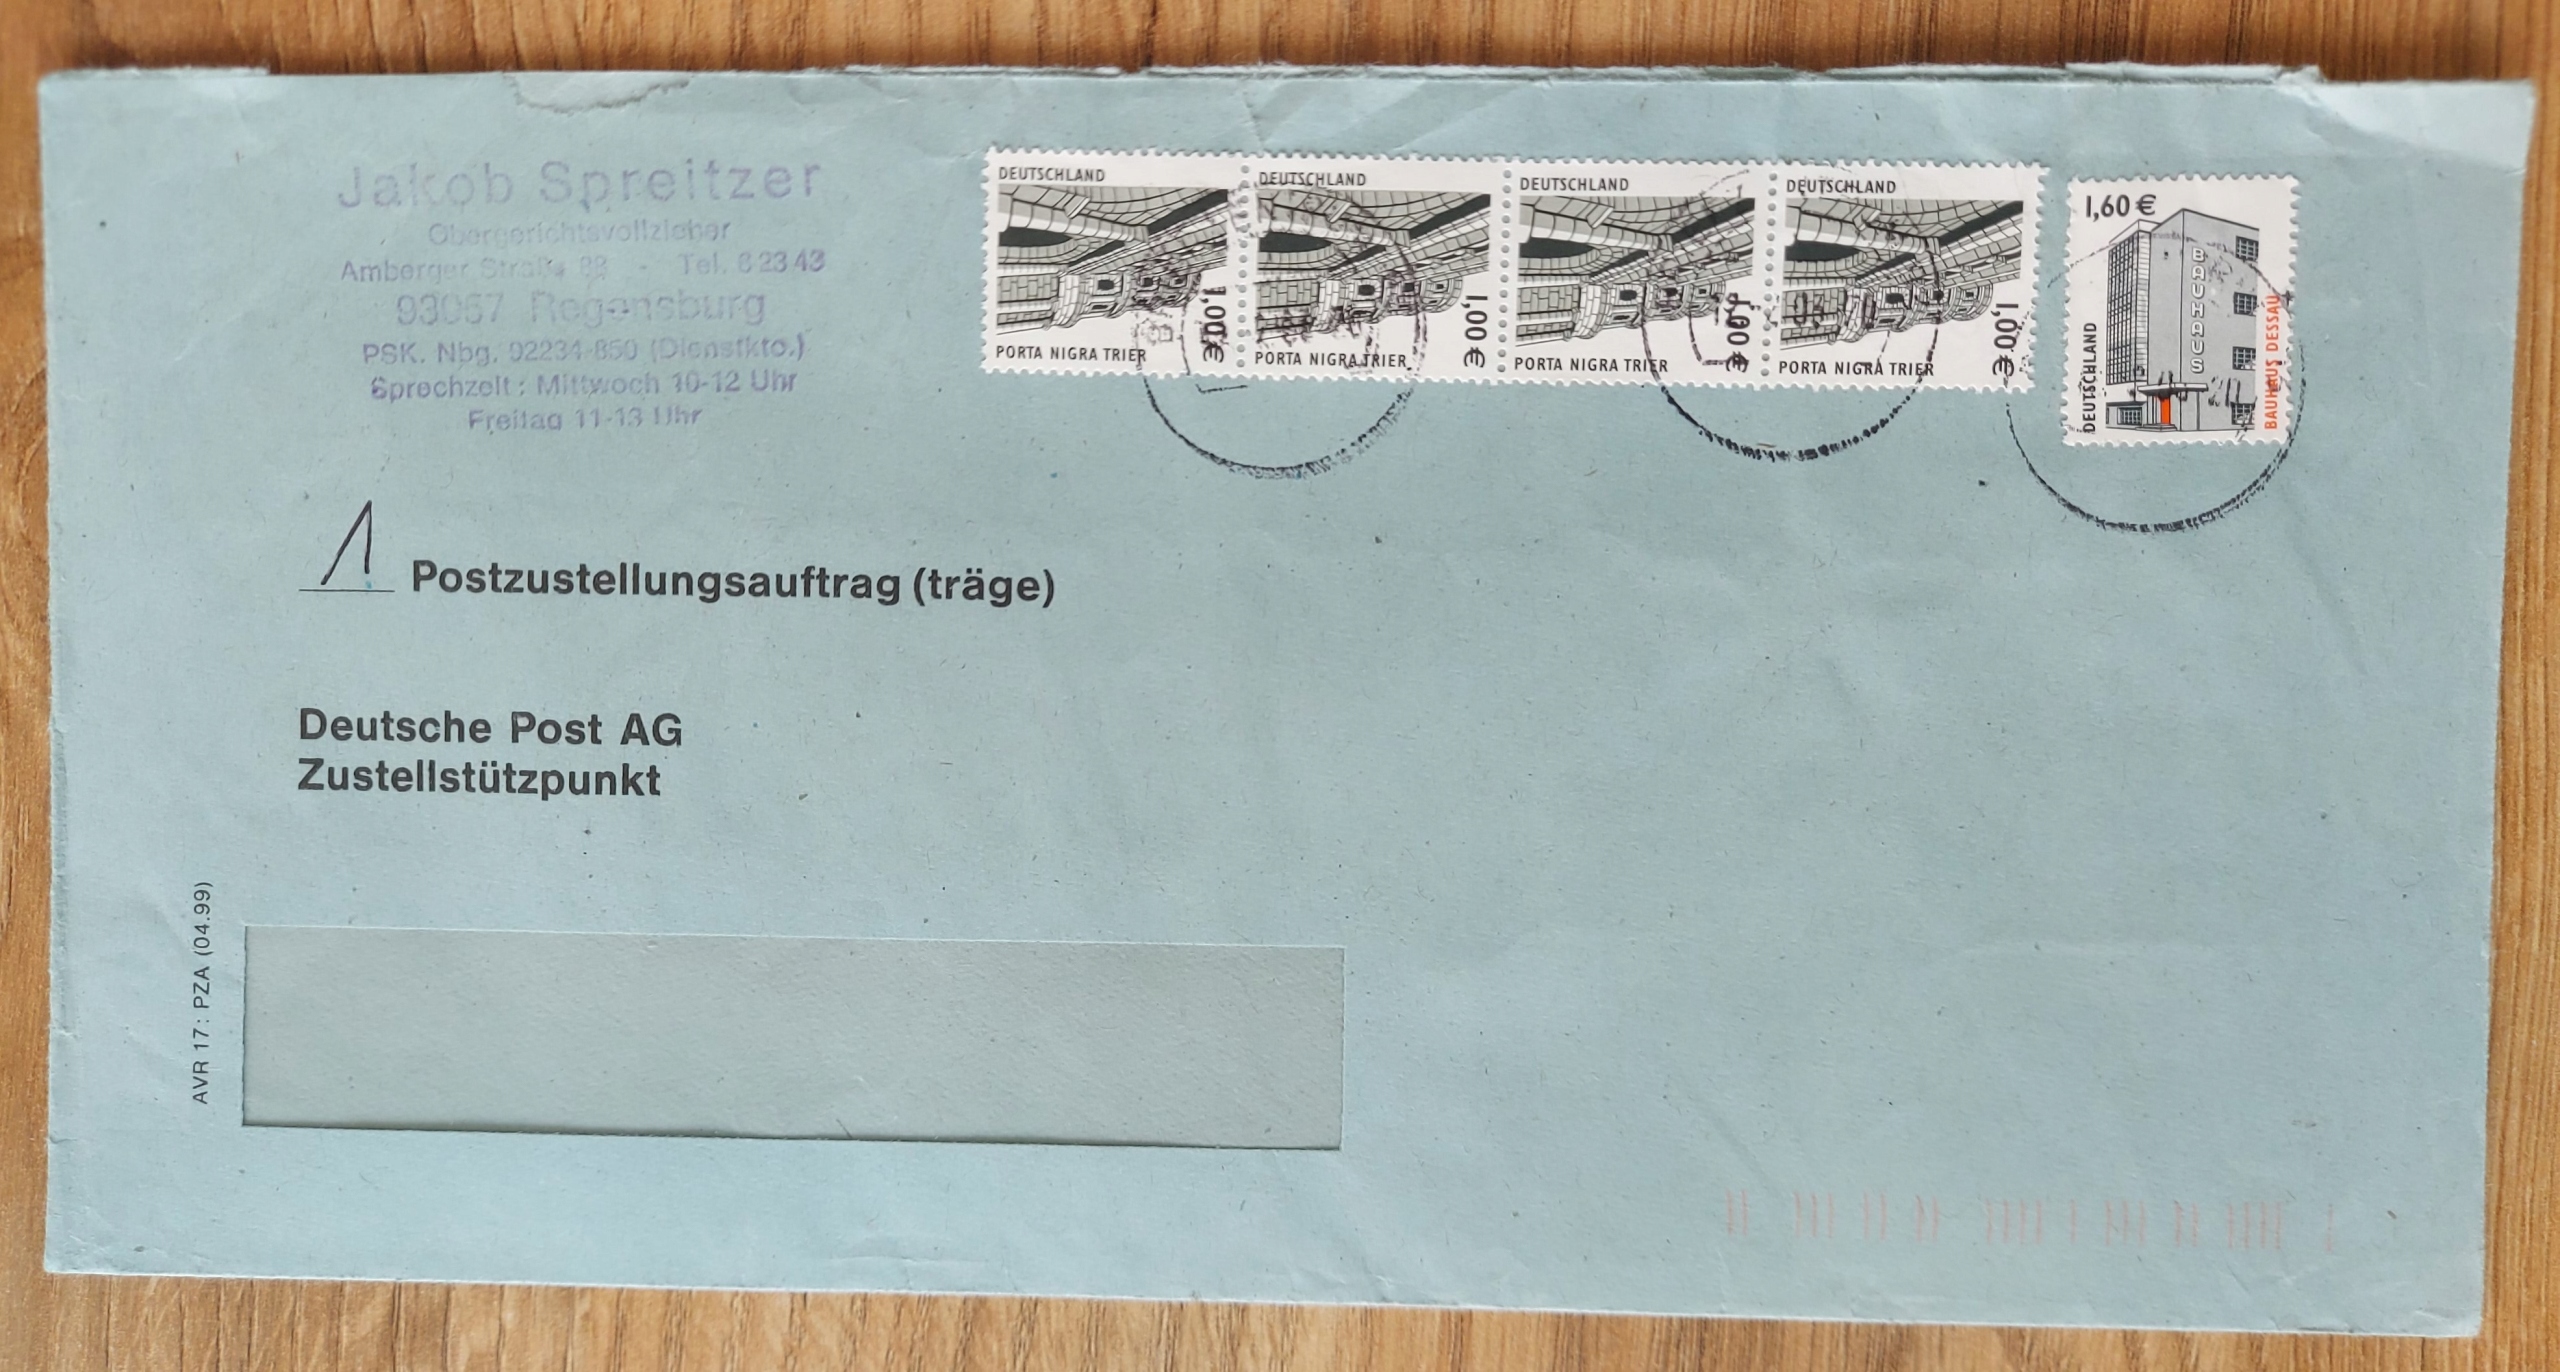 Jakob Spreitzer
Obergerichtsvollzieher
Amberger Straße 88 - Tel. 6 23 43
93057 Regensburg
PSK. Nbg. 02234-850 (Dienstkto.)
Sprechzeit: Mittwoch 10-12 Uhr
Freitag 11-13 Uhr
DEUTSCHLAND
1,00 €
PORTA NIGRA TRIER
DEUTSCHLAND
1,00 €
PORTA NIGRA TRIER
DEUTSCHLAND
1,00 €
PORTA NIGRA TRIER
DEUTSCHLAND
1,00 €
PORTA NIGRA TRIER
1,60 €
BAUHAUS
DEUTSCHLAND
BAUHAUS DESSAU
1 Postzustellungsauftrag (träge)
Deutsche Post AG
Zustellstützpunkt
AVR 17: PZA (04.99)